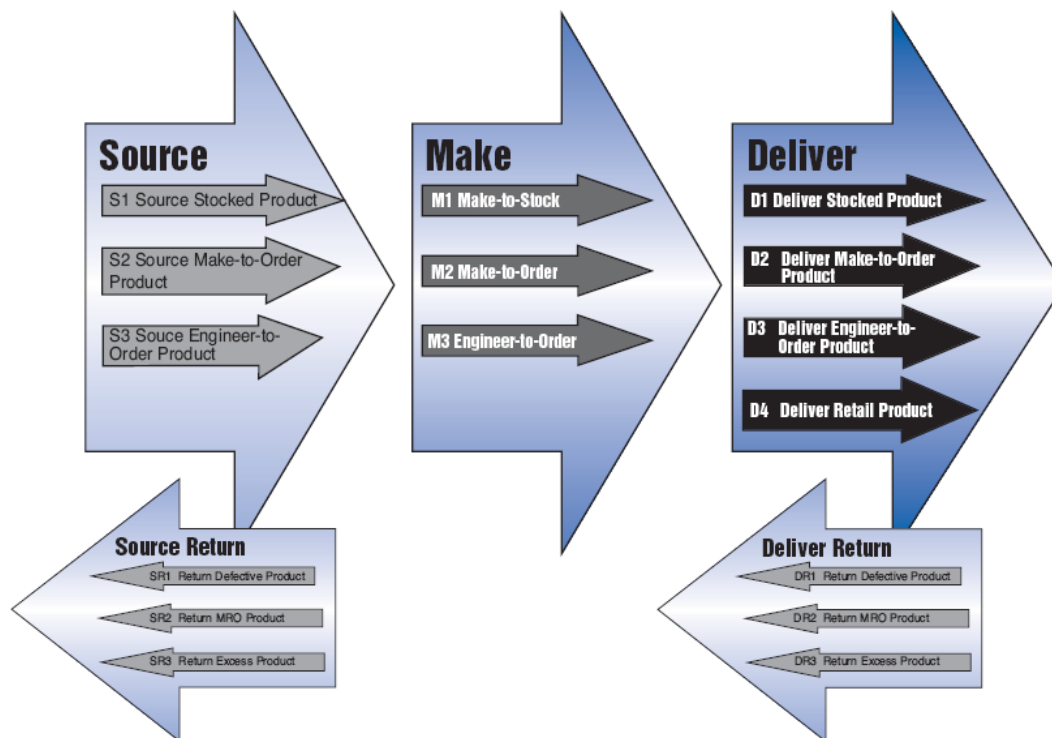 Source
S1 Source Stocked Product
S2 Source Make-to-Order
Product
S3 Souce Engineer-to-
Order Product
Make
M1 Make-to-Stock
M2 Make-to-Order
M3 Engineer-to-Order
Deliver
D1 Deliver Stocked Product
D2 Deliver Make-to-Order
Product
D3 Deliver Engineer-to-
Order Product
D4 Deliver Retail Product
Source Return
SR1 Return Defective Product
SR2 Return MRO Product
SR3 Return Excess Product
Deliver Return
DR1 Return Defective Product
DR2 Return MRO Product
DR3 Return Excess Product